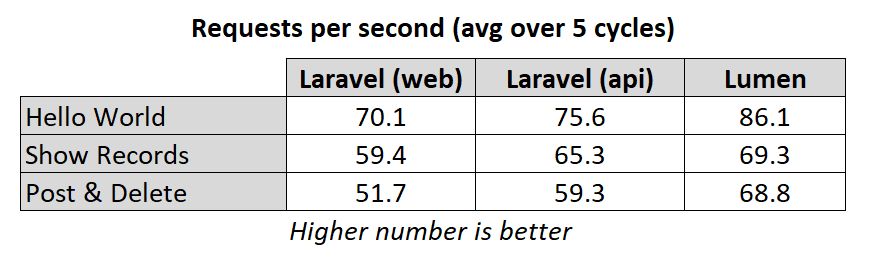 Requests per second (avg over 5 cycles)
Laravel (web) Laravel (api) Lumen
Hello World 70.1 75.6 86.1
Show Records 59.4 65.3 69.3
Post & Delete 51.7 59.3 68.8
Higher number is better